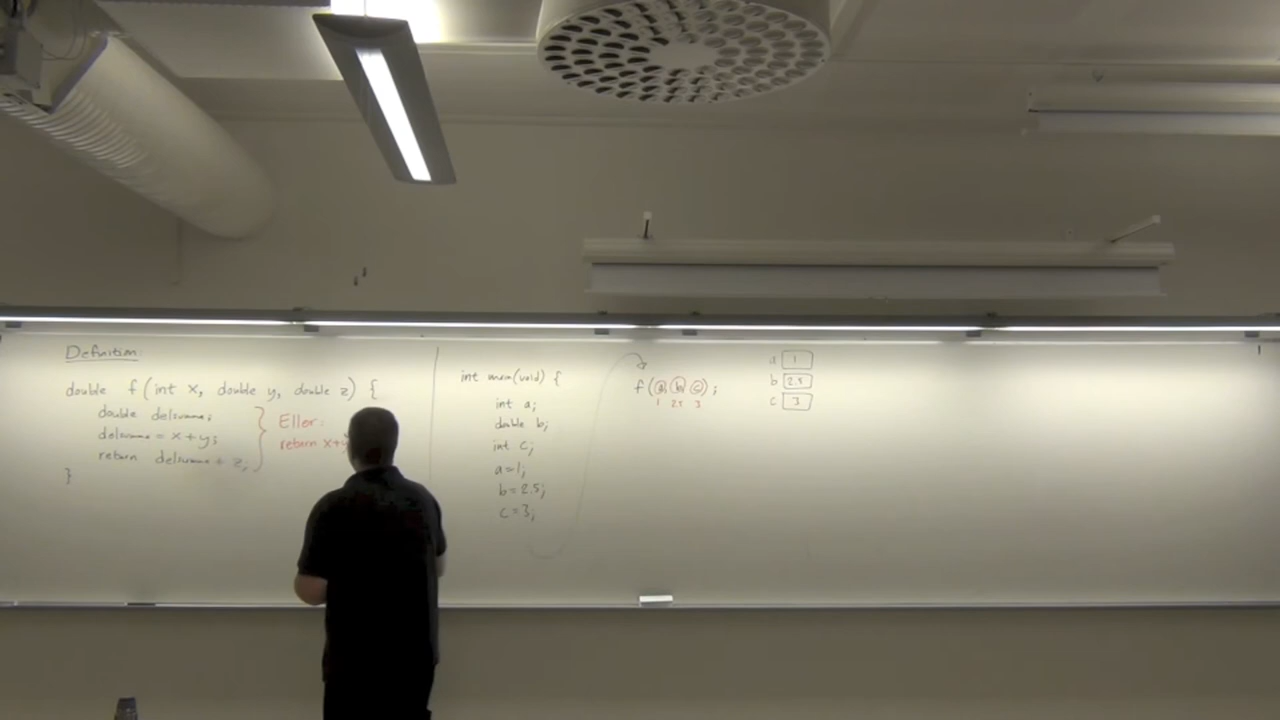 Definition:
double f(int x, double y, double z) {
double delsumma;
delsumma = x+y;
return delsumma + z;
}
Eller:
return x+y
int main(void) {
int a;
double b;
int c;
a=1;
b=2.5;
c=3;
f(a, b, c);
1 2.5 3
a 1
b 2.5
c 3